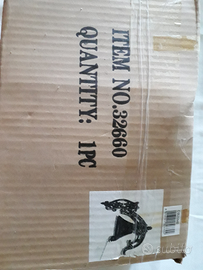 ITEM NO.32660
QUANTITY: 1PC